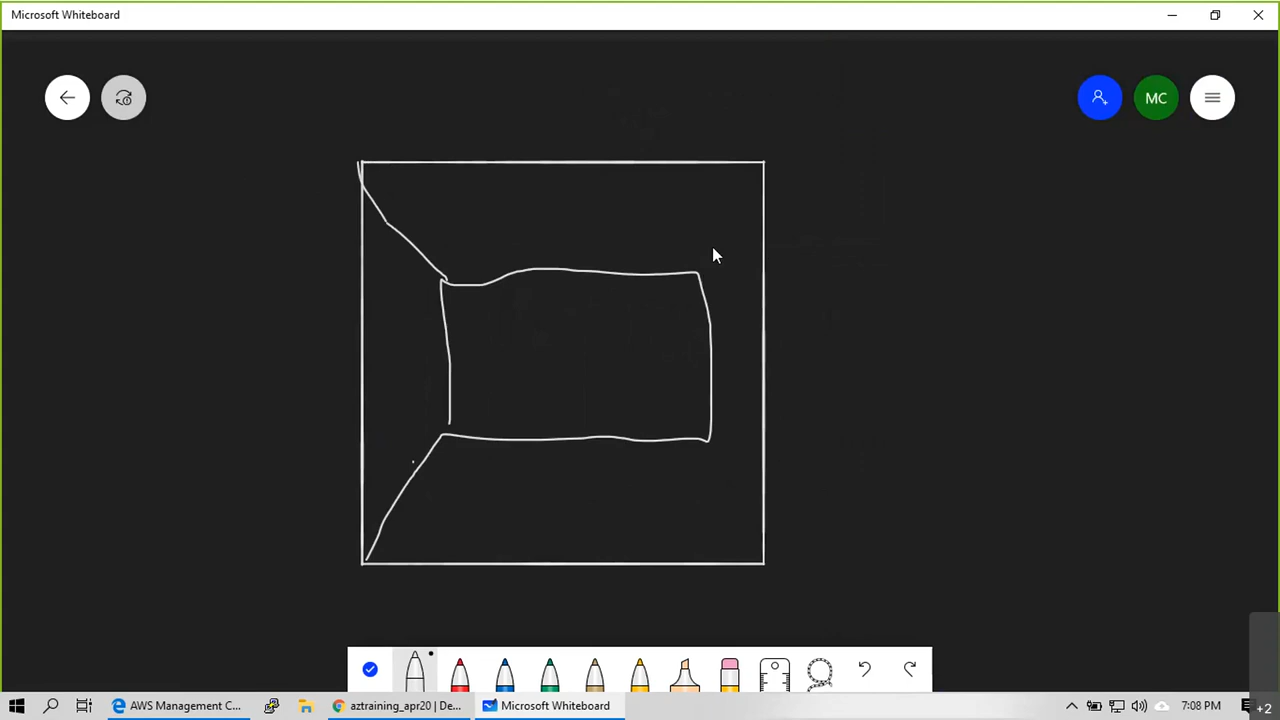 Microsoft Whiteboard
MC
AWS Management C...
aztraining_apr20 | De...
Microsoft Whiteboard
7:08 PM
+2